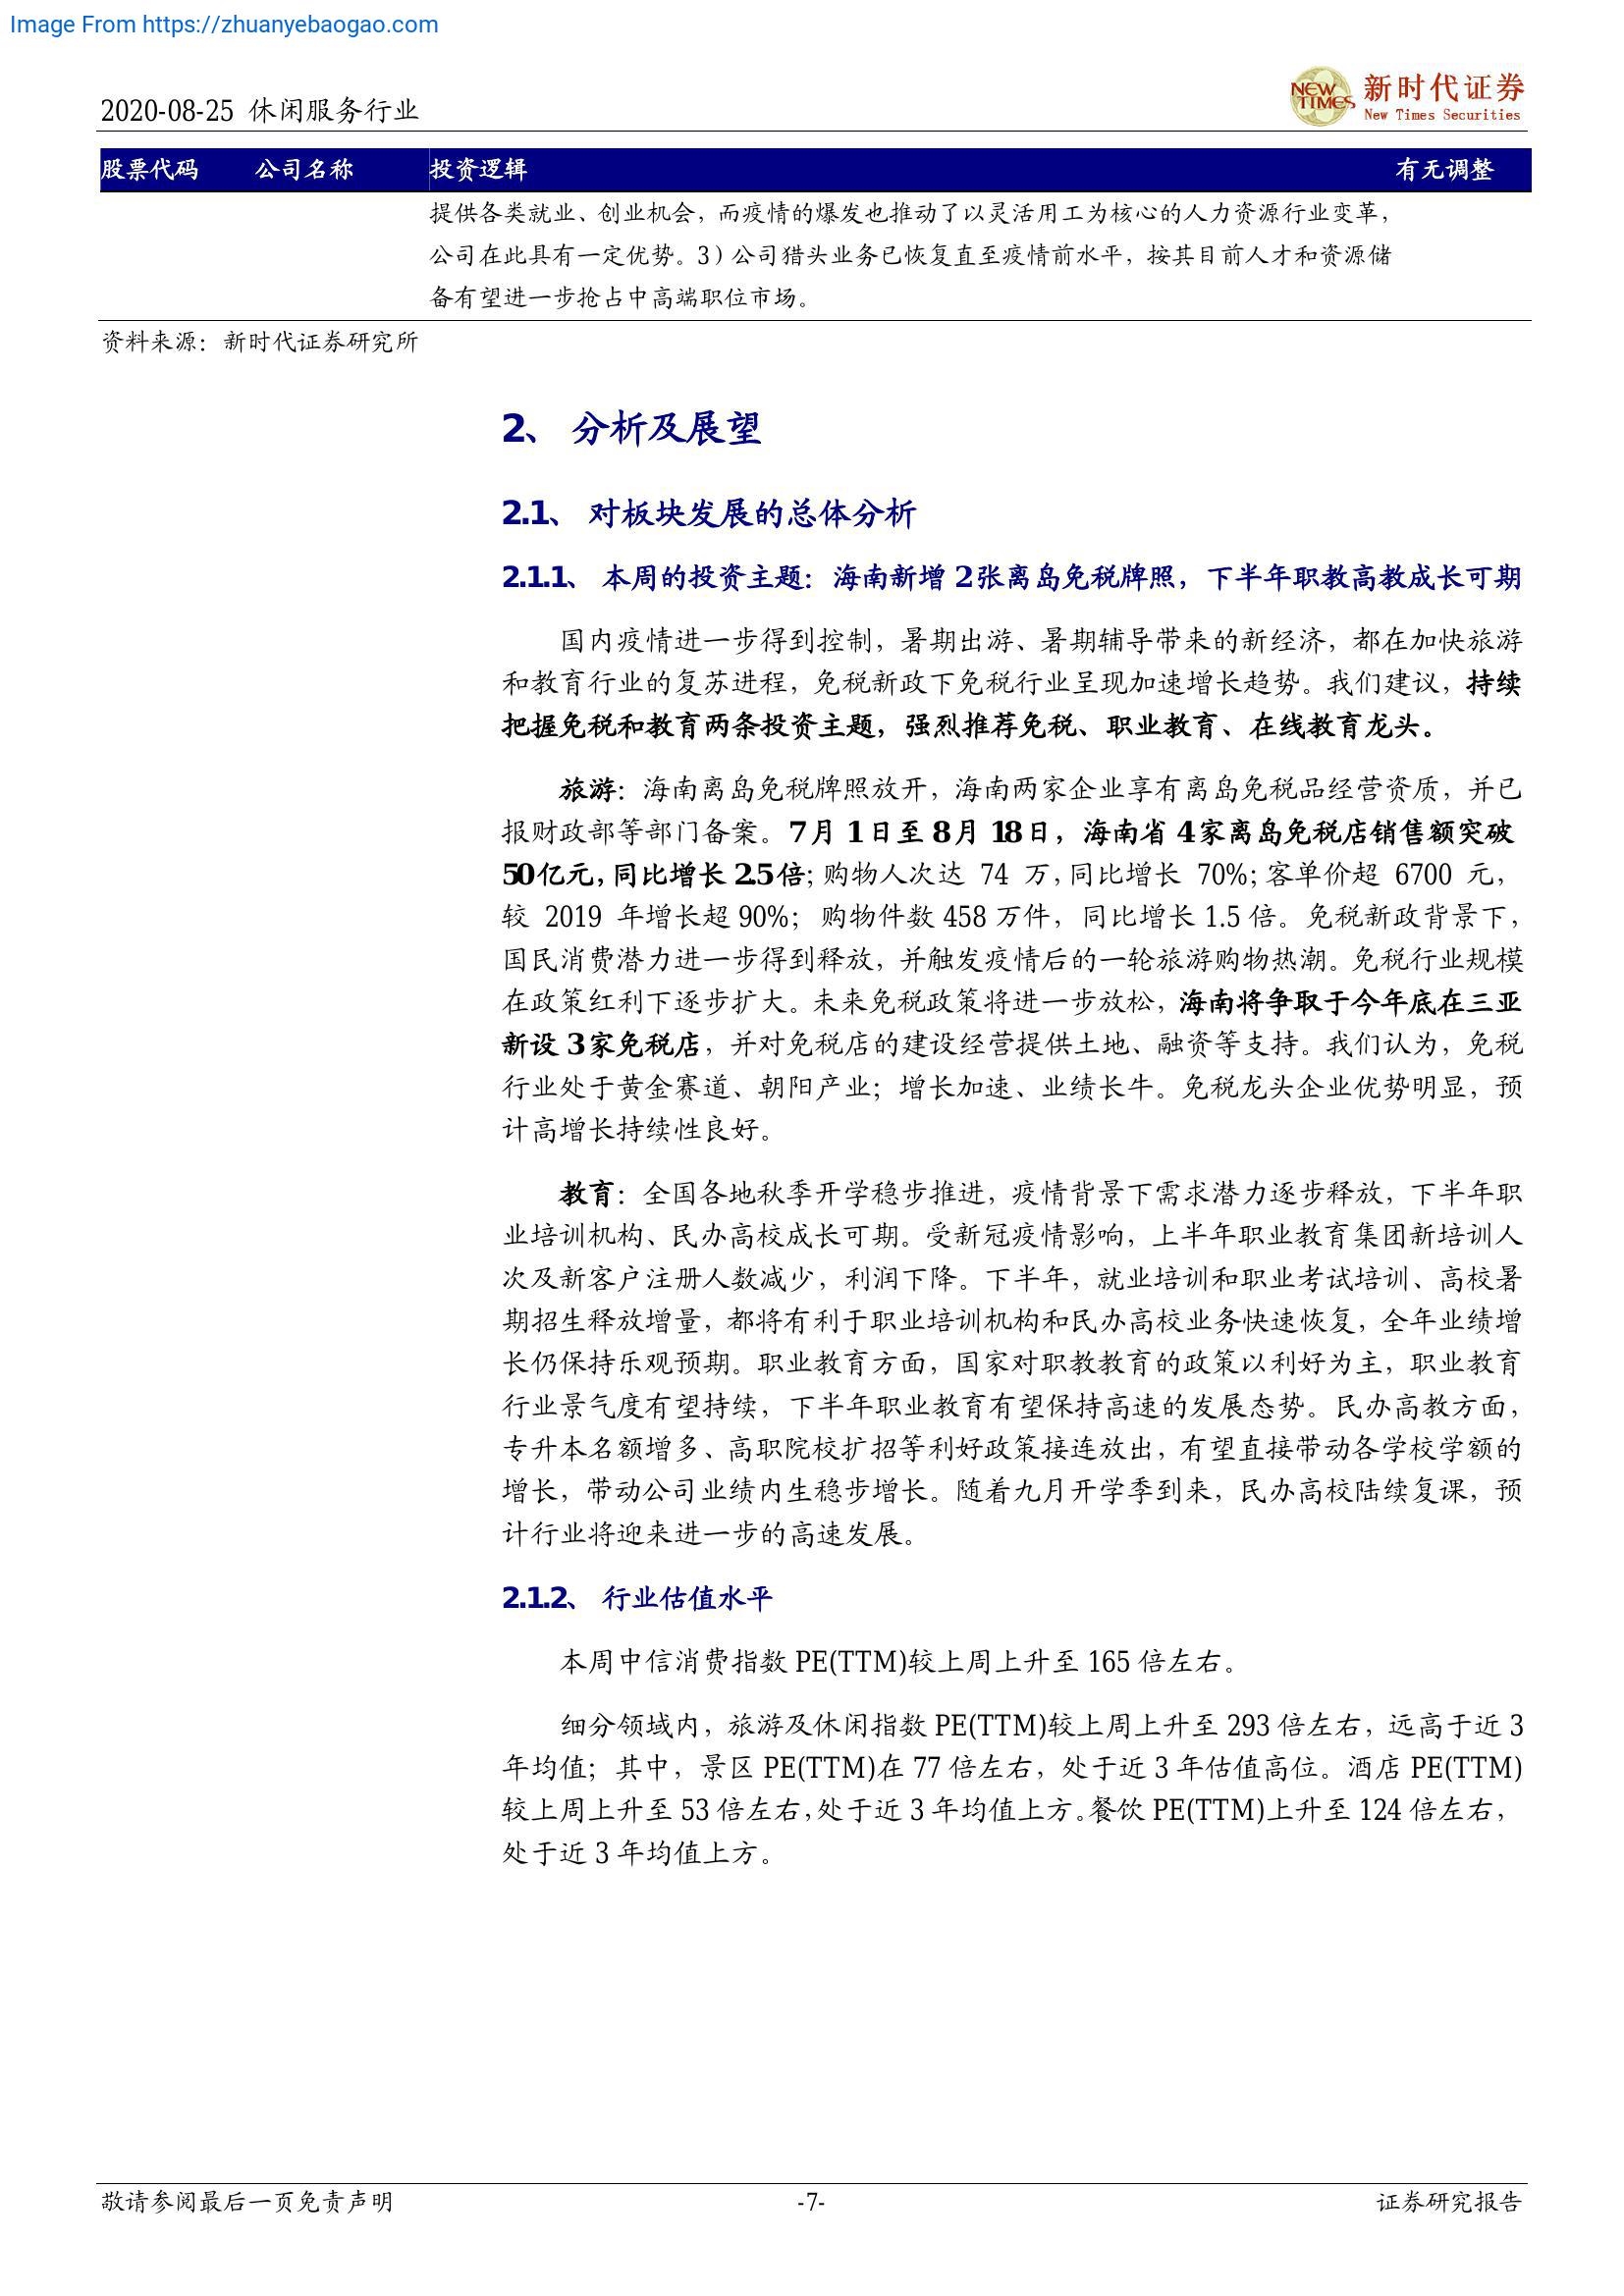 Image From https://zhuanyebaogao.com
2020-08-25 休闲服务行业
NEW TIMES
新时代证券
New Times Securities
股票代码 公司名称 投资逻辑 有无调整
提供各类就业、创业机会，而疫情的爆发也推动了以灵活用工为核心的人力资源行业变革，
公司在此具有一定优势。3）公司猎头业务已恢复直至疫情前水平，按其目前人才和资源储
备有望进一步抢占中高端职位市场。
资料来源：新时代证券研究所
2、 分析及展望
2.1、 对板块发展的总体分析
2.1.1、 本周的投资主题：海南新增 2 张离岛免税牌照，下半年职教高教成长可期
国内疫情进一步得到控制，暑期出游、暑期辅导带来的新经济，都在加快旅游
和教育行业的复苏进程，免税新政下免税行业呈现加速增长趋势。我们建议，持续
把握免税和教育两条投资主题，强烈推荐免税、职业教育、在线教育龙头。
旅游：海南离岛免税牌照放开，海南两家企业享有离岛免税品经营资质，并已
报财政部等部门备案。7 月 1 日至 8 月 18 日，海南省 4 家离岛免税店销售额突破
50 亿元，同比增长 2.5 倍；购物人次达 74 万，同比增长 70%；客单价超 6700 元，
较 2019 年增长超 90%；购物件数 458 万件，同比增长 1.5 倍。免税新政背景下，
国民消费潜力进一步得到释放，并触发疫情后的一轮旅游购物热潮。免税行业规模
在政策红利下逐步扩大。未来免税政策将进一步放松，海南将争取于今年底在三亚
新设 3 家免税店，并对免税店的建设经营提供土地、融资等支持。我们认为，免税
行业处于黄金赛道、朝阳产业；增长加速、业绩长牛。免税龙头企业优势明显，预
计高增长持续性良好。
教育：全国各地秋季开学稳步推进，疫情背景下需求潜力逐步释放，下半年职
业培训机构、民办高校成长可期。受新冠疫情影响，上半年职业教育集团新培训人
次及新客户注册人数减少，利润下降。下半年，就业培训和职业考试培训、高校暑
期招生释放增量，都将有利于职业培训机构和民办高校业务快速恢复，全年业绩增
长仍保持乐观预期。职业教育方面，国家对职教教育的政策以利好为主，职业教育
行业景气度有望持续，下半年职业教育有望保持高速的发展态势。民办高教方面，
专升本名额增多、高职院校扩招等利好政策接连放出，有望直接带动各学校学额的
增长，带动公司业绩内生稳步增长。随着九月开学季到来，民办高校陆续复课，预
计行业将迎来进一步的高速发展。
2.1.2、 行业估值水平
本周中信消费指数 PE(TTM)较上周上升至 165 倍左右。
细分领域内，旅游及休闲指数 PE(TTM)较上周上升至 293 倍左右，远高于近 3
年均值；其中，景区 PE(TTM)在 77 倍左右，处于近 3 年估值高位。酒店 PE(TTM)
较上周上升至 53 倍左右，处于近 3 年均值上方。餐饮 PE(TTM)上升至 124 倍左右，
处于近 3 年均值上方。
敬请参阅最后一页免责声明 -7- 证券研究报告